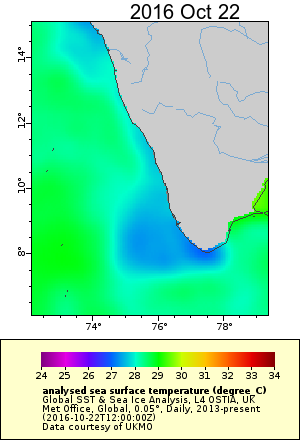 2016 Oct 22
14°
12°
10°
8°
74° 76° 78°
24 25 26 27 28 29 30 31 32 33 34
analysed sea surface temperature (degree_C)
Global SST & Sea Ice Analysis, L4 OSTIA, UK
Met Office, Global, 0.05°, Daily, 2013-present
(2016-10-22T12:00:00Z)
Data courtesy of UKMO